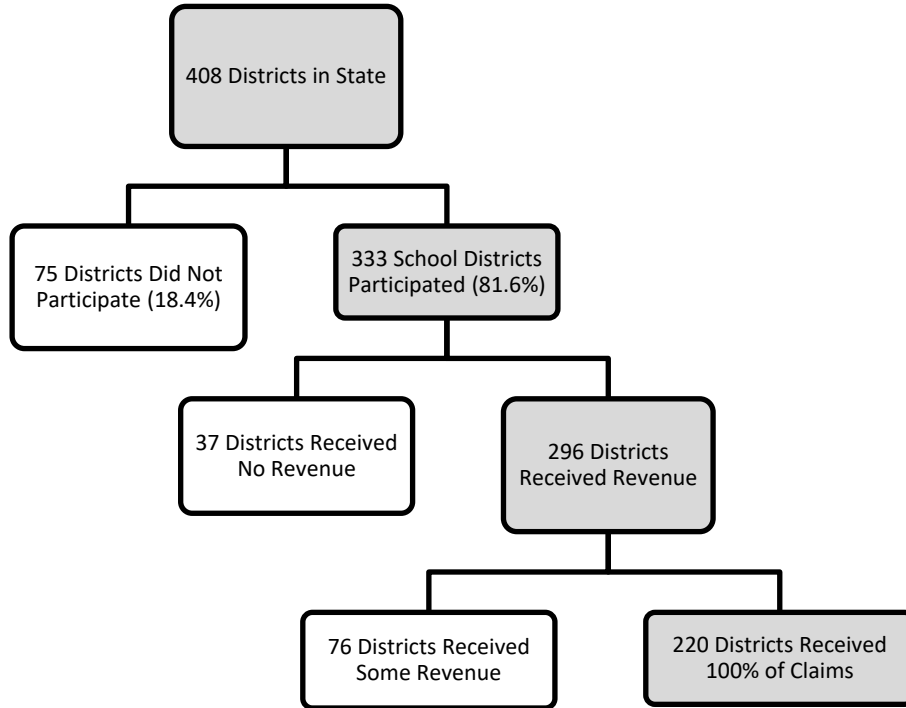 408 Districts in State
75 Districts Did Not
Participate (18.4%)
333 School Districts
Participated (81.6%)
37 Districts Received
No Revenue
296 Districts
Received Revenue
76 Districts Received
Some Revenue
220 Districts Received
100% of Claims